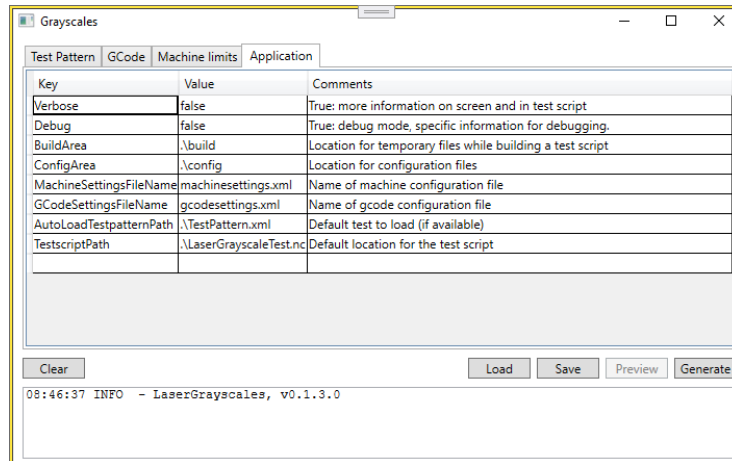 Grayscales
Test Pattern GCode Machine limits Application
Key Value Comments
Verbose false True: more information on screen and in test script
Debug false True: debug mode, specific information for debugging.
BuildArea .\build Location for temporary files while building a test script
ConfigArea .\config Location for configuration files
MachineSettingsFileName machinesettings.xml Name of machine configuration file
GCodeSettingsFileName gcodesettings.xml Name of gcode configuration file
AutoLoadTestpatternPath .\TestPattern.xml Default test to load (if available)
TestscriptPath .\LaserGrayscaleTest.nc Default location for the test script
Clear Load Save Preview Generate
08:46:37 INFO - LaserGrayscales, v0.1.3.0